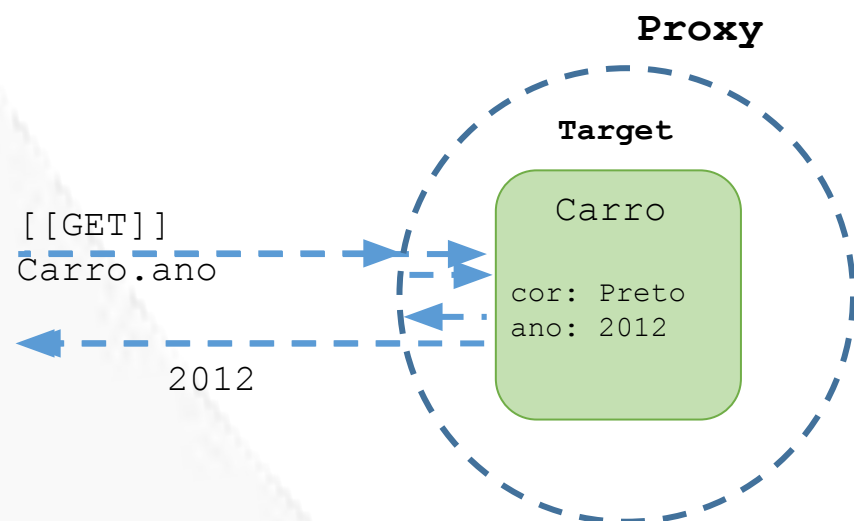 Proxy
Target
Carro
[[GET]]
Carro.ano
cor: Preto
ano: 2012
2012